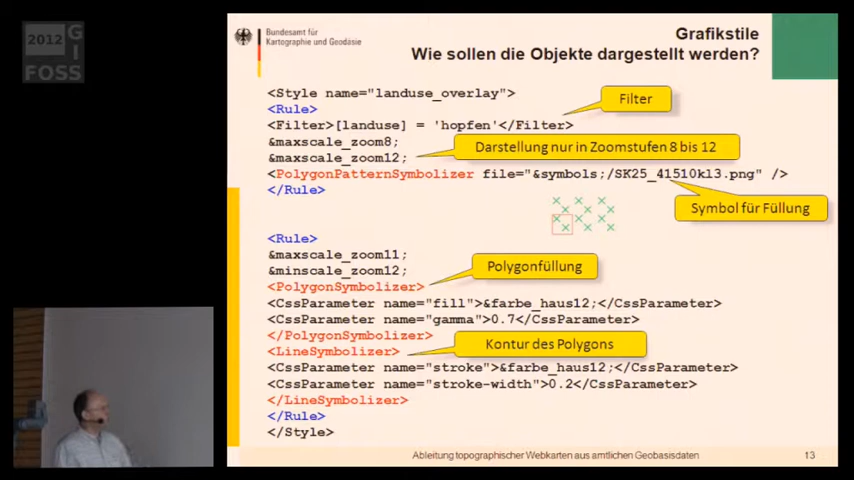 2012
GI
FOSS
Bundesamt für
Kartographie und Geodäsie
Grafikstile
Wie sollen die Objekte dargestellt werden?
<Style name="landuse_overlay">
<Rule>
Filter
<Filter>[landuse] = 'hopfen'</Filter>
&maxscale_zoom8;
Darstellung nur in Zoomstufen 8 bis 12
&maxscale_zoom12;
<PolygonPatternSymbolizer file="&symbols;/SK25_41510kl3.png" />
</Rule>
Symbol für Füllung
<Rule>
&maxscale_zoom11;
Polygonfüllung
&minscale_zoom12;
<PolygonSymbolizer>
<CssParameter name="fill">&farbe_haus12;</CssParameter>
<CssParameter name="gamma">0.7</CssParameter>
</PolygonSymbolizer>
Kontur des Polygons
<LineSymbolizer>
<CssParameter name="stroke">&farbe_haus12;</CssParameter>
<CssParameter name="stroke-width">0.2</CssParameter>
</LineSymbolizer>
</Rule>
</Style>
Ableitung topographischer Webkarten aus amtlichen Geobasisdaten
13